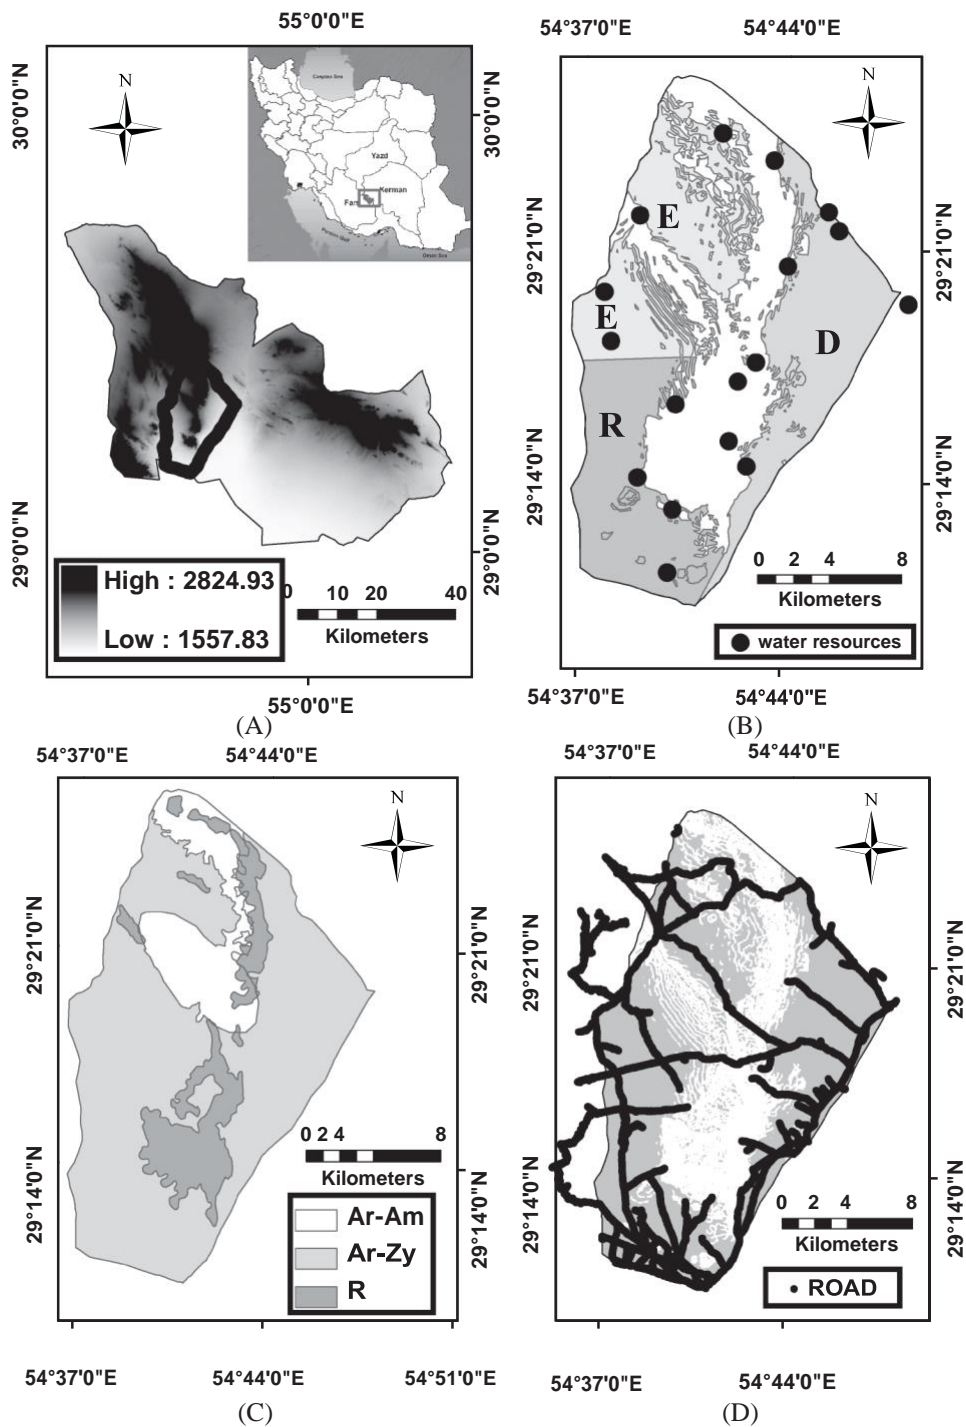 55°0'0"E
30°0'0"N
30°0'0"N
N
Caspian Sea
Yazd
Kerman
Persian Gulf
Oman Sea
29°0'0"N
29°0'0"N
High : 2824.93
Low : 1557.83
0 10 20 40
Kilometers
55°0'0"E
(A)
54°37'0"E 54°44'0"E
N
E
29°21'0"N
29°21'0"N
E
D
R
29°14'0"N
29°14'0"N
0 2 4 8
Kilometers
water resources
54°37'0"E 54°44'0"E
(B)
54°37'0"E 54°44'0"E
N
29°21'0"N
29°21'0"N
29°14'0"N
29°14'0"N
0 2 4 8
Kilometers
Ar-Am
Ar-Zy
R
54°37'0"E 54°44'0"E 54°51'0"E
(C)
54°37'0"E 54°44'0"E
N
29°21'0"N
29°21'0"N
29°14'0"N
29°14'0"N
0 2 4 8
Kilometers
ROAD
54°37'0"E 54°44'0"E
(D)